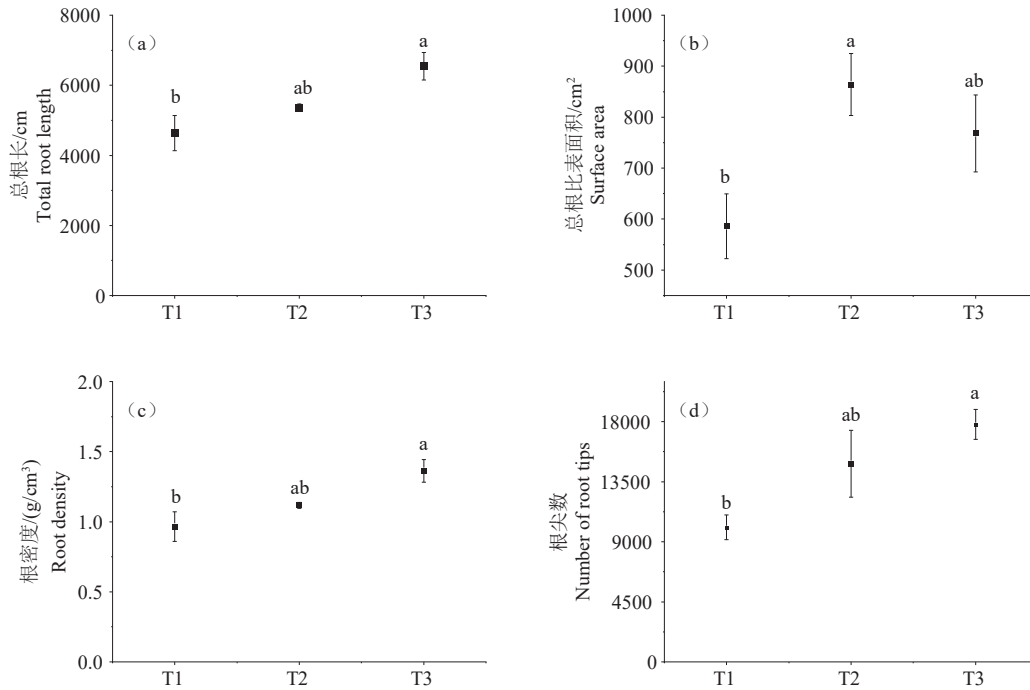 (a)
总根长/cm
Total root length
8000
6000
4000
2000
0
b
ab
a
T1
T2
T3
(b)
总根比表面积/cm²
Surface area
1000
900
800
700
600
500
b
a
ab
T1
T2
T3
(c)
根密度/(g/cm³)
Root density
2.0
1.5
1.0
0.5
0.0
b
ab
a
T1
T2
T3
(d)
根尖数
Number of root tips
18000
13500
9000
4500
0
b
ab
a
T1
T2
T3